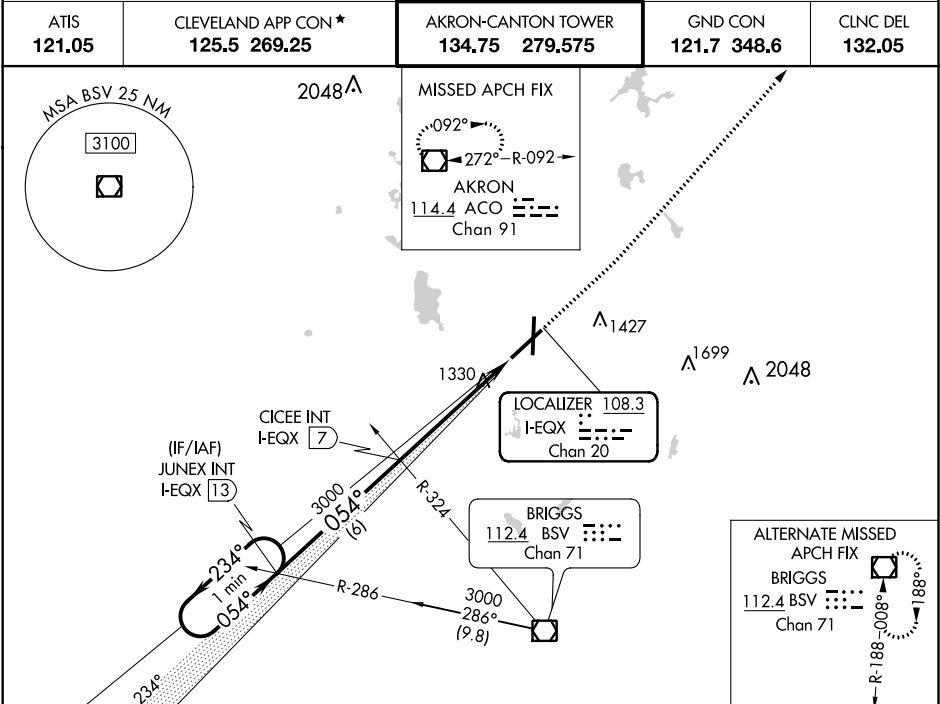 ATIS
121.05
CLEVELAND APP CON ★
125.5 269.25
AKRON-CANTON TOWER
134.75 279.575
GND CON
121.7 348.6
CLNC DEL
132.05
MSA BSV 25 NM
3100
2048
MISSED APCH FIX
092°
272° R-092
AKRON
114.4 ACO
Chan 91
1427
1699
2048
1330
LOCALIZER 108.3
I-EQX
Chan 20
CICEE INT
I-EQX 7
(IF/IAF)
JUNEX INT
I-EQX 13
3000
054°
(6)
R-324
BRIGGS
112.4 BSV
Chan 71
234°
1 min
054°
R-286
3000
286°
(9.8)
234°
ALTERNATE MISSED
APCH FIX
BRIGGS
112.4 BSV
Chan 71
188°
R-188 008°